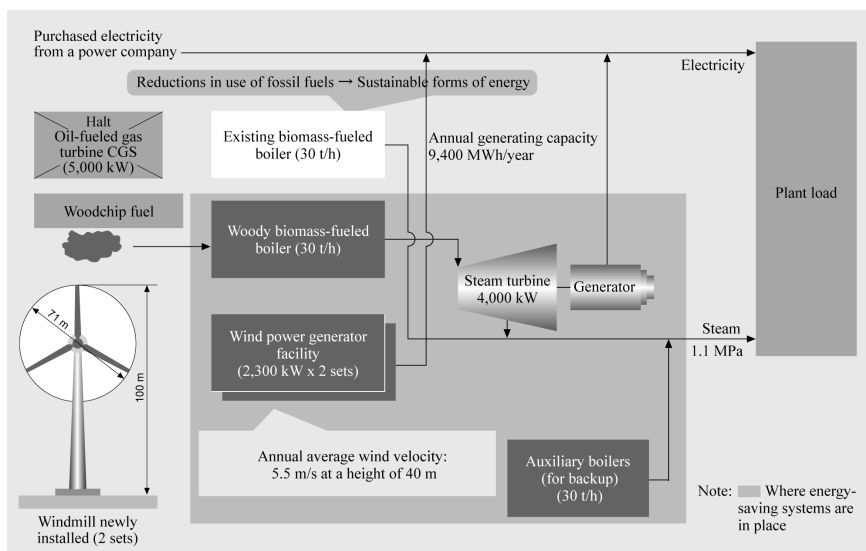 Purchased electricity
from a power company
Electricity
Reductions in use of fossil fuels → Sustainable forms of energy
Halt
Oil-fueled gas
turbine CGS
(5,000 kW)
Existing biomass-fueled
boiler (30 t/h)
Annual generating capacity
9,400 MWh/year
Plant load
Woodchip fuel
Woody biomass-fueled
boiler (30 t/h)
Steam turbine
4,000 kW
Generator
71 m
100 m
Wind power generator
facility
(2,300 kW x 2 sets)
Steam
1.1 MPa
Annual average wind velocity:
5.5 m/s at a height of 40 m
Auxiliary boilers
(for backup)
(30 t/h)
Windmill newly
installed (2 sets)
Note: Where energy-
saving systems are
in place